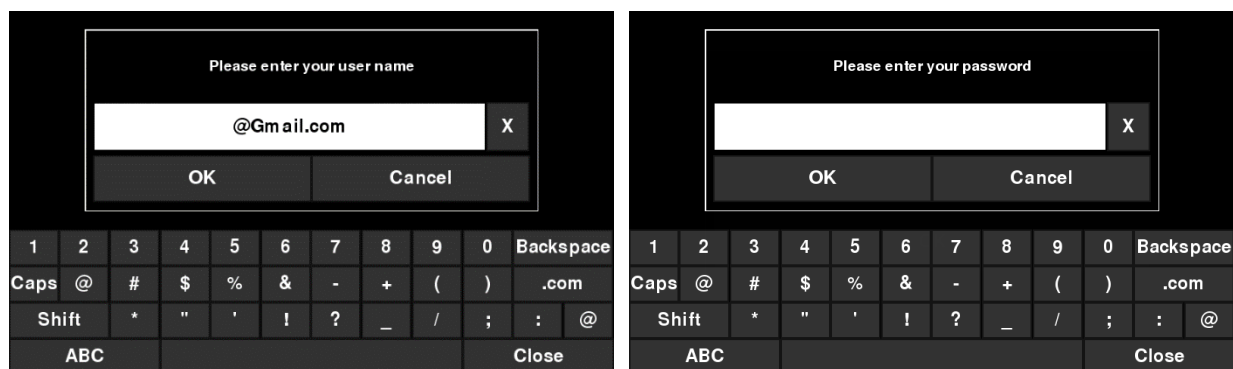 Please enter your user name
@Gmail.com X
OK Cancel
1 2 3 4 5 6 7 8 9 0 Backspace
Caps @ # $ % & - + ( ) .com
Shift * " ' ! ? _ / ; : @
ABC Close
Please enter your password
X
OK Cancel
1 2 3 4 5 6 7 8 9 0 Backspace
Caps @ # $ % & - + ( ) .com
Shift * " ' ! ? _ / ; : @
ABC Close